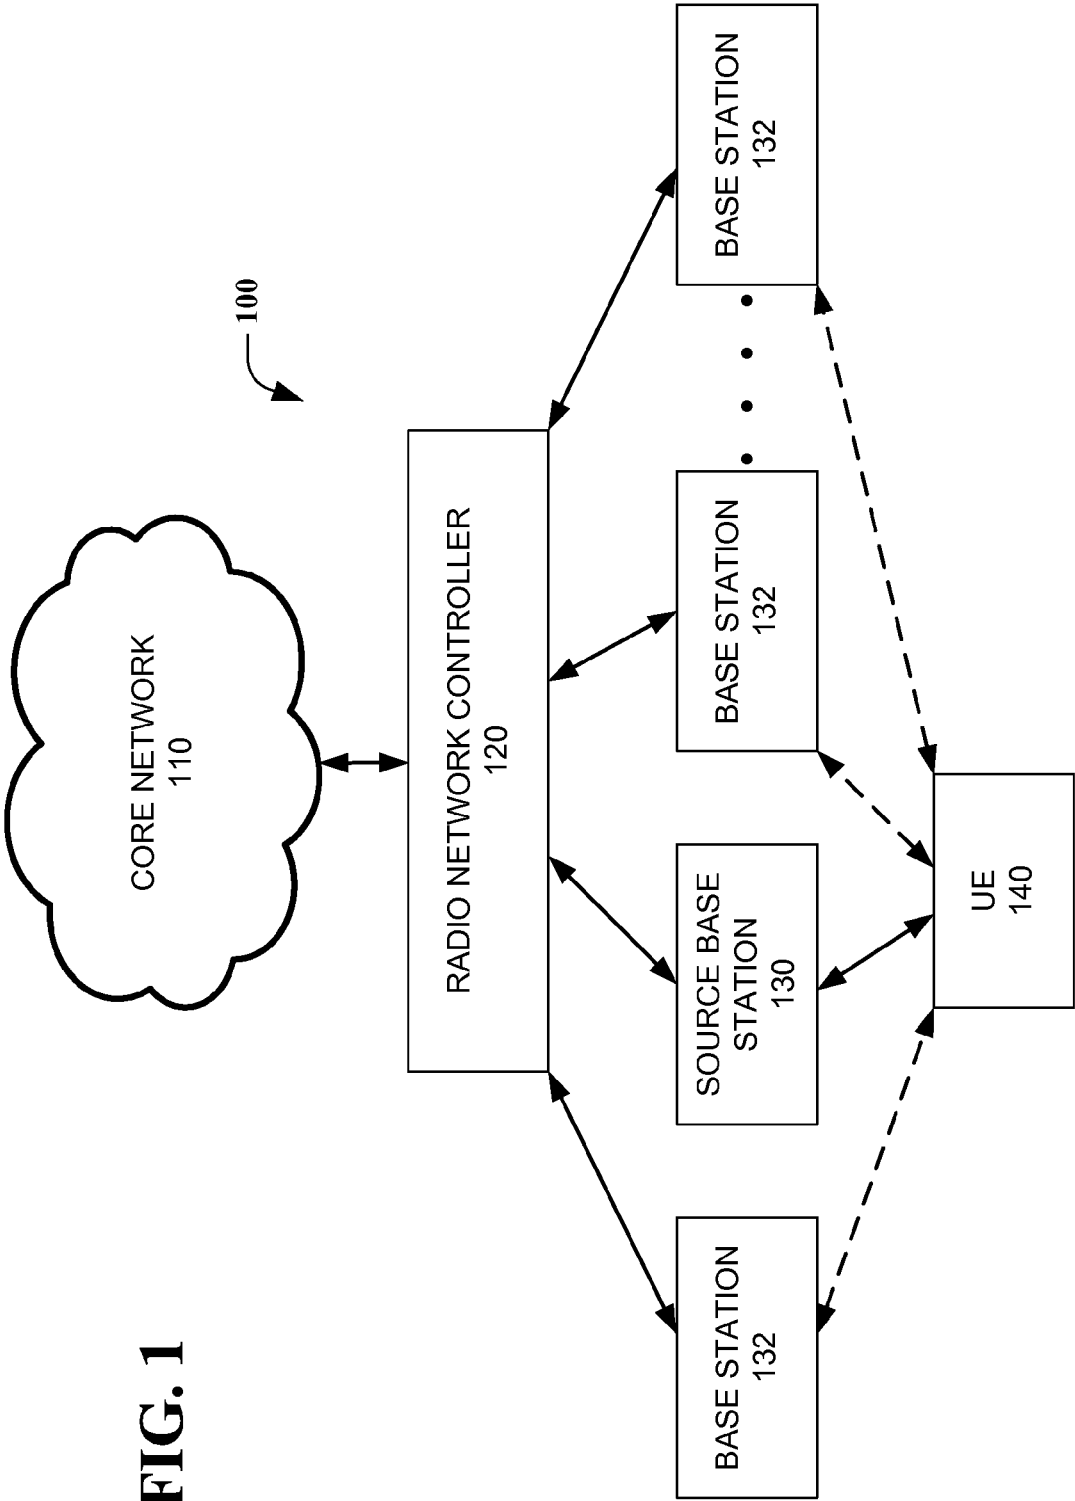 CORE NETWORK
110
100
RADIO NETWORK CONTROLLER
120
BASE STATION
132
SOURCE BASE
STATION
130
BASE STATION
132
BASE STATION
132
UE
140
FIG. 1